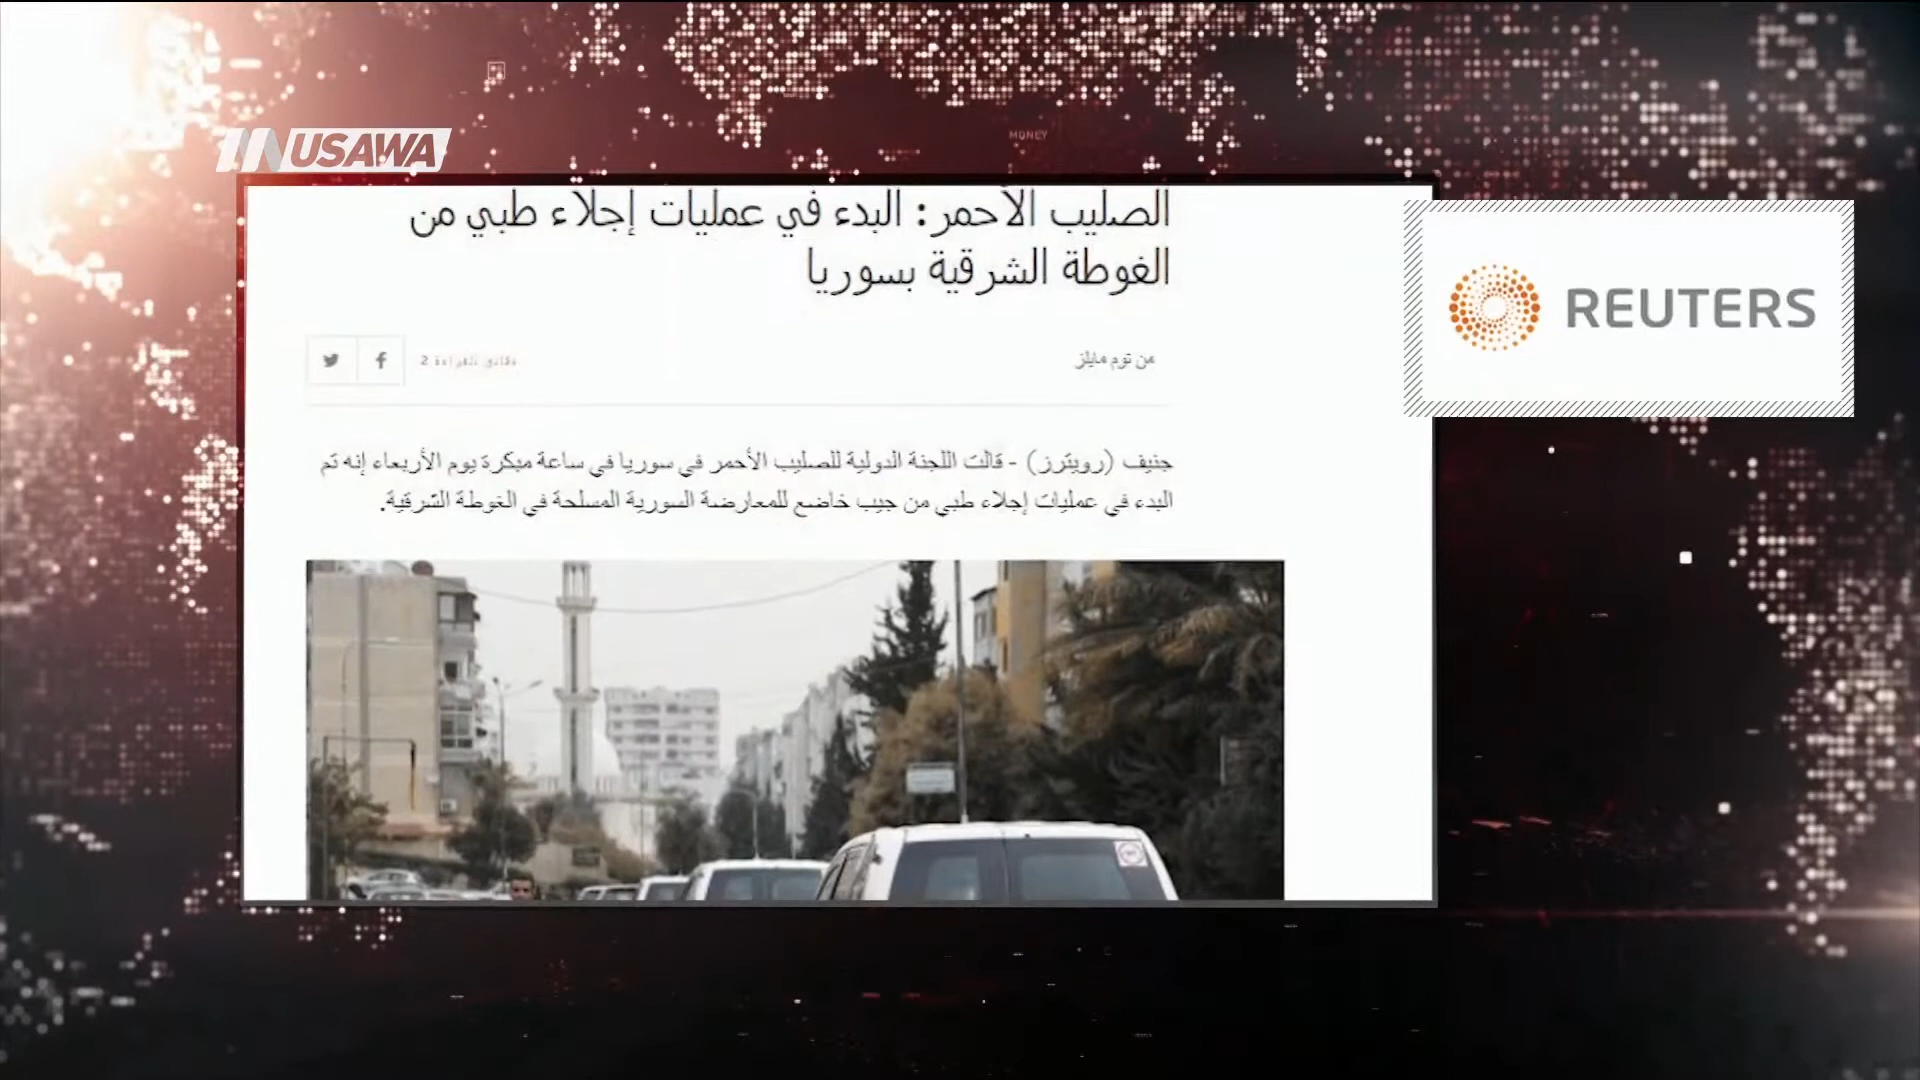 MUSAWA
MONEY
الصليب الأحمر: البدء في عمليات إجلاء طبي من
الغوطة الشرقية بسوريا
REUTERS
من توم مايلز
2 دقائق للقراءة
جنيف (رويترز) - قالت اللجنة الدولية للصليب الأحمر في سوريا في ساعة مبكرة يوم الأربعاء إنه تم
البدء في عمليات إجلاء طبي من جيب خاضع للمعارضة السورية المسلحة في الغوطة الشرقية.